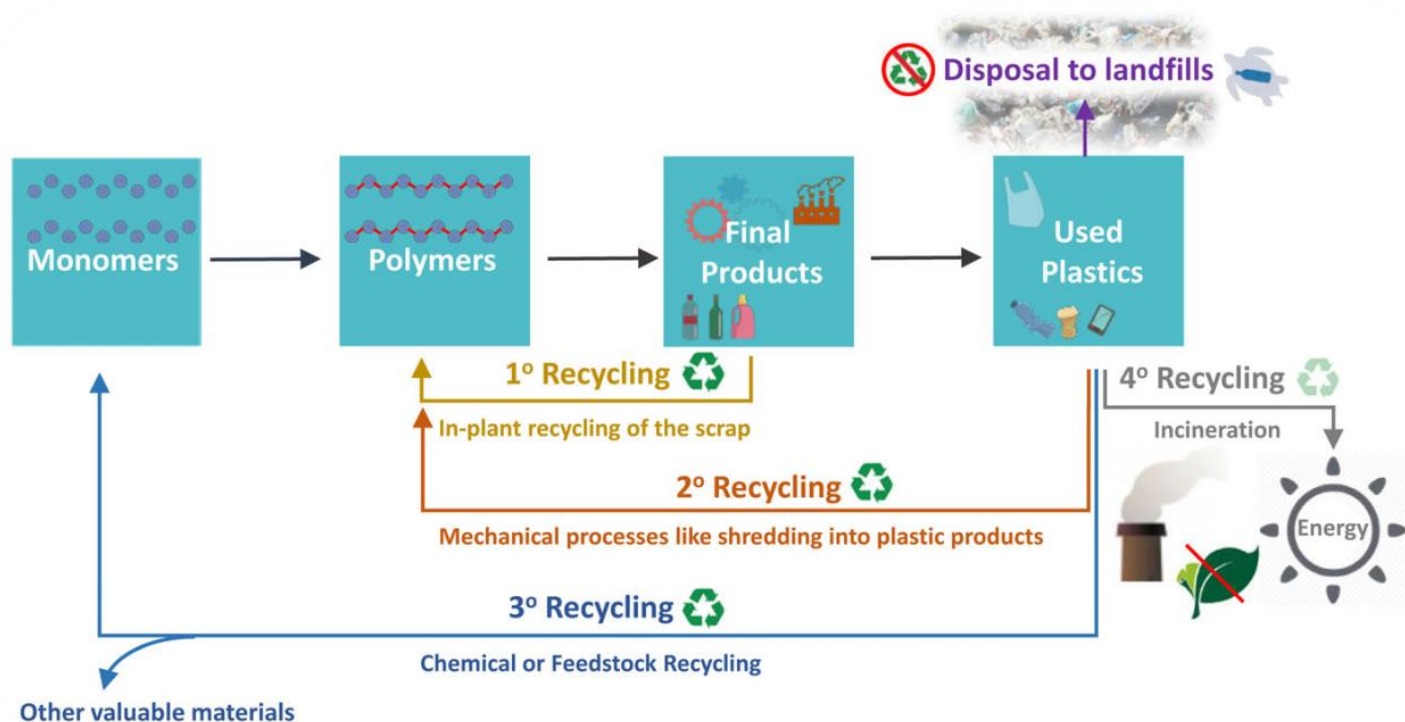 Disposal to landfills
Monomers
Polymers
Final
Products
Used
Plastics
1º Recycling
In-plant recycling of the scrap
4º Recycling
Incineration
2º Recycling
Mechanical processes like shredding into plastic products
Energy
3º Recycling
Chemical or Feedstock Recycling
Other valuable materials